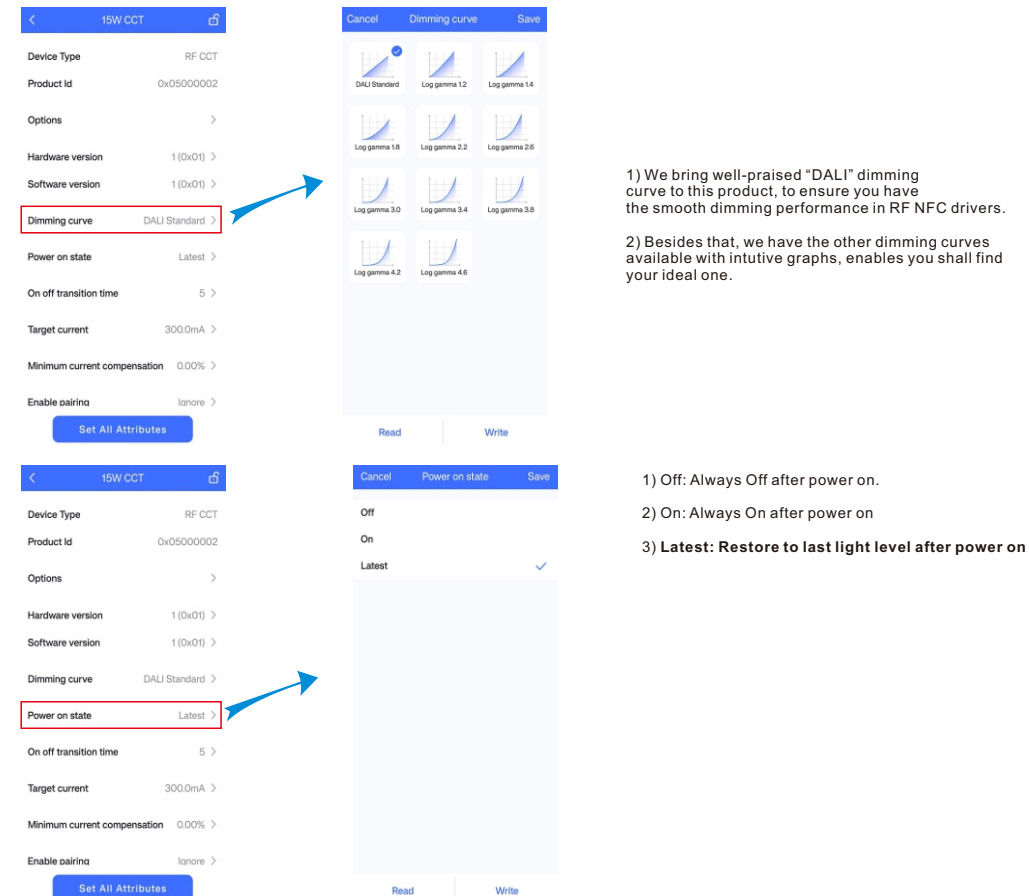 15W CCT
Device Type RF CCT
Product Id 0x05000002
Options
Hardware version 1 (0x01)
Software version 1 (0x01)
Dimming curve DALI Standard
Power on state Latest
On off transition time 5
Target current 300.0mA
Minimum current compensation 0.00%
Enable pairing Ignore
Set All Attributes
Cancel Dimming curve Save
DALI Standard Log gamma 1.2 Log gamma 1.4
Log gamma 1.8 Log gamma 2.2 Log gamma 2.6
Log gamma 3.0 Log gamma 3.4 Log gamma 3.8
Log gamma 4.2 Log gamma 4.6
Read Write
1) We bring well-praised “DALI” dimming
curve to this product, to ensure you have
the smooth dimming performance in RF NFC drivers.
2) Besides that, we have the other dimming curves
available with intutive graphs, enables you shall find
your ideal one.
15W CCT
Device Type RF CCT
Product Id 0x05000002
Options
Hardware version 1 (0x01)
Software version 1 (0x01)
Dimming curve DALI Standard
Power on state Latest
On off transition time 5
Target current 300.0mA
Minimum current compensation 0.00%
Enable pairing Ignore
Set All Attributes
Cancel Power on state Save
Off
On
Latest
Read Write
1) Off: Always Off after power on.
2) On: Always On after power on
3) Latest: Restore to last light level after power on